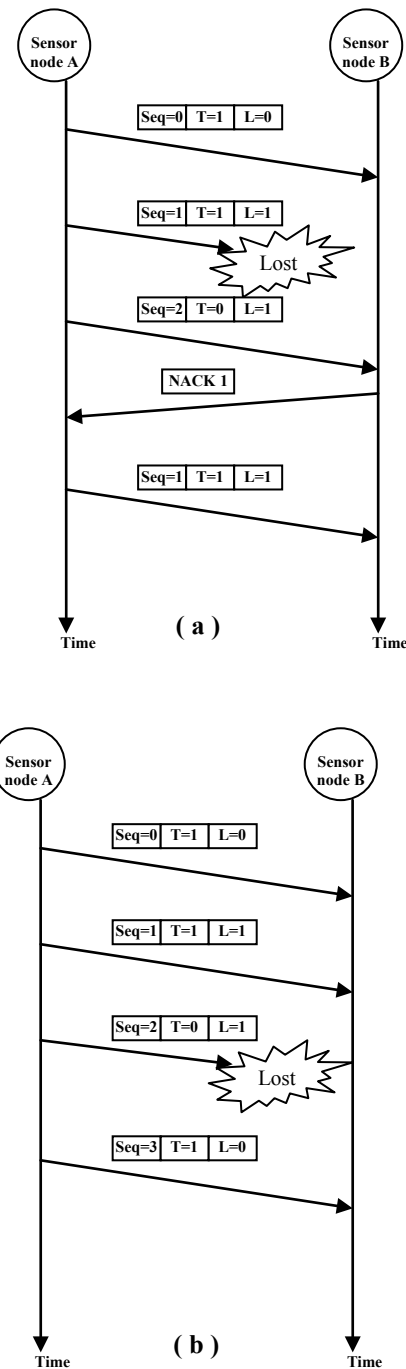 Sensor
node A
Sensor
node B
Seq=0 T=1 L=0
Seq=1 T=1 L=1
Lost
Seq=2 T=0 L=1
NACK 1
Seq=1 T=1 L=1
Time
Time
( a )
Sensor
node A
Sensor
node B
Seq=0 T=1 L=0
Seq=1 T=1 L=1
Seq=2 T=0 L=1
Lost
Seq=3 T=1 L=0
Time
Time
( b )